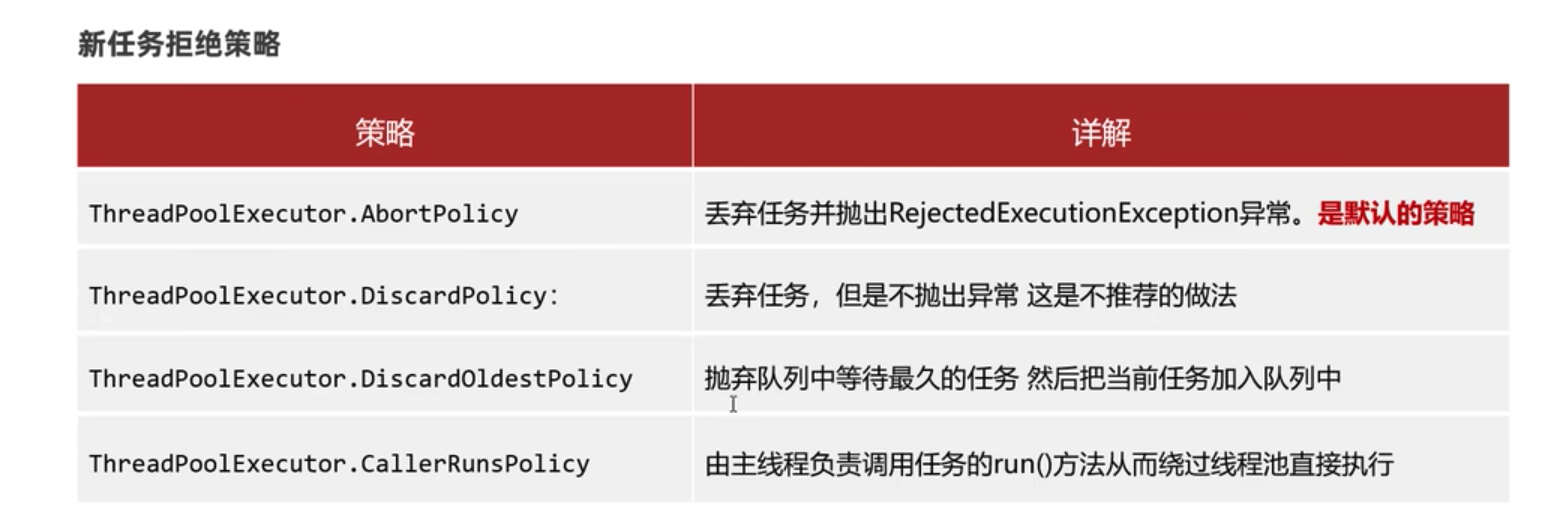 新任务拒绝策略
策略 详解
ThreadPoolExecutor.AbortPolicy 丢弃任务并抛出RejectedExecutionException异常。是默认的策略
ThreadPoolExecutor.DiscardPolicy: 丢弃任务，但是不抛出异常 这是不推荐的做法
ThreadPoolExecutor.DiscardOldestPolicy 抛弃队列中等待最久的任务 然后把当前任务加入队列中
ThreadPoolExecutor.CallerRunsPolicy 由主线程负责调用任务的run()方法从而绕过线程池直接执行